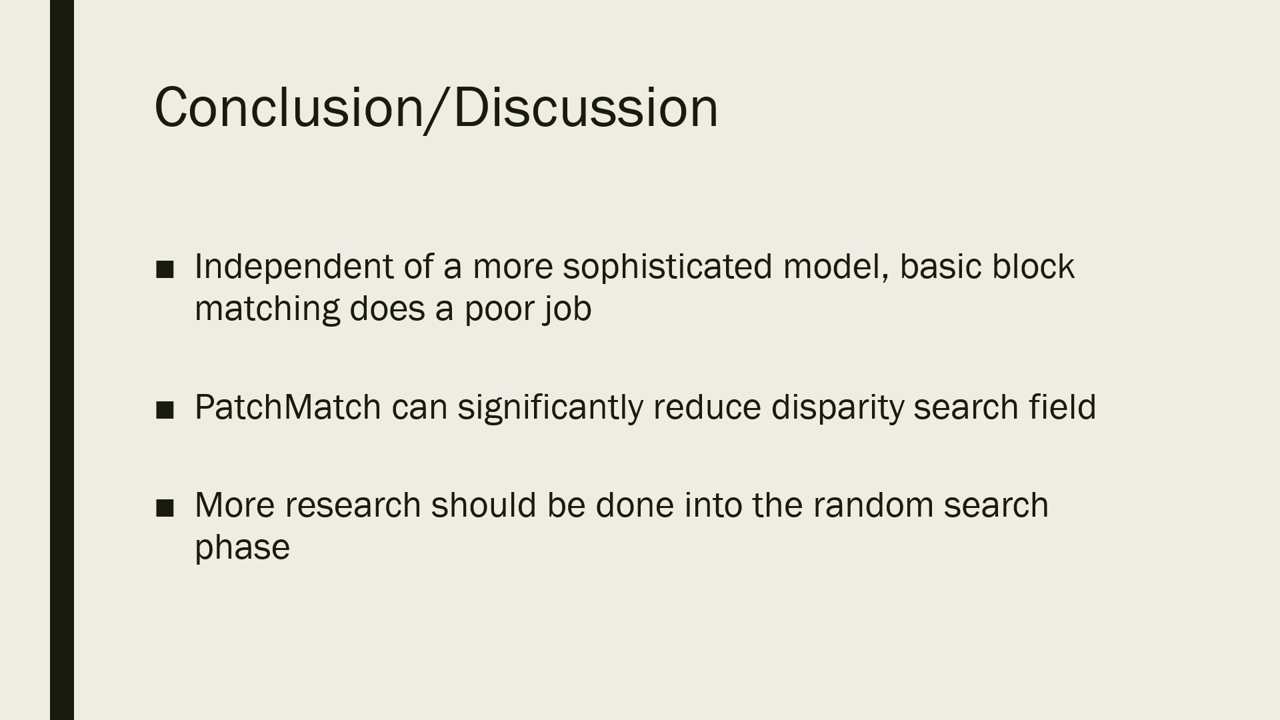 Conclusion/Discussion
■ Independent of a more sophisticated model, basic block
matching does a poor job
■ PatchMatch can significantly reduce disparity search field
■ More research should be done into the random search
phase